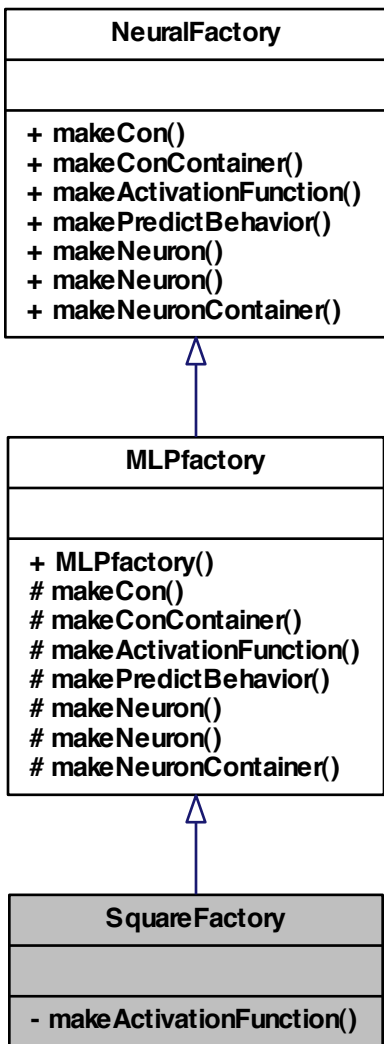 NeuralFactory
+ makeCon()
+ makeConContainer()
+ makeActivationFunction()
+ makePredictBehavior()
+ makeNeuron()
+ makeNeuron()
+ makeNeuronContainer()
MLPfactory
+ MLPfactory()
# makeCon()
# makeConContainer()
# makeActivationFunction()
# makePredictBehavior()
# makeNeuron()
# makeNeuron()
# makeNeuronContainer()
SquareFactory
- makeActivationFunction()